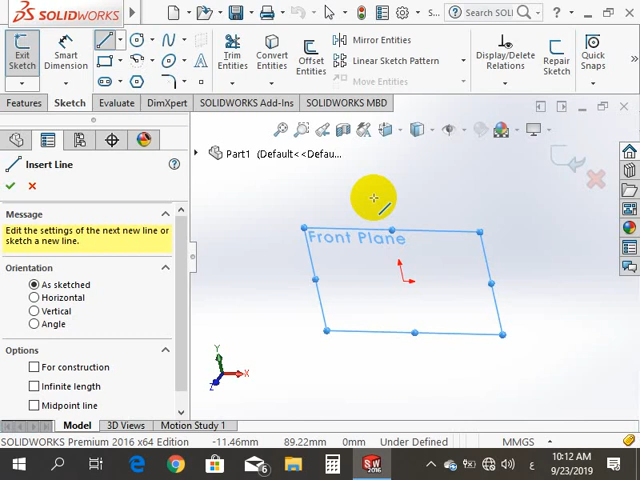 SOLIDWORKS
S...
Search SO
Exit Sketch
Smart Dimension
Trim Entities
Convert Entities
Offset Entities
Mirror Entities
Linear Sketch Pattern
Move Entities
Display/Delete Relations
Repair Sketch
Quick Snaps
Features
Sketch
Evaluate
DimXpert
SOLIDWORKS Add-Ins
SOLIDWORKS MBD
Part1 (Default<<Defau...
Insert Line
Message
Edit the settings of the next new line or
sketch a new line.
Orientation
As sketched
Horizontal
Vertical
Angle
Options
For construction
Infinite length
Midpoint line
Front Plane
Y
X
Z
Model
3D Views
Motion Study 1
SOLIDWORKS Premium 2016 x64 Edition
-11.46mm
89.22mm
0mm
Under Defined
MMGS
6
SW
2016
ع
10:12 AM
9/23/2019